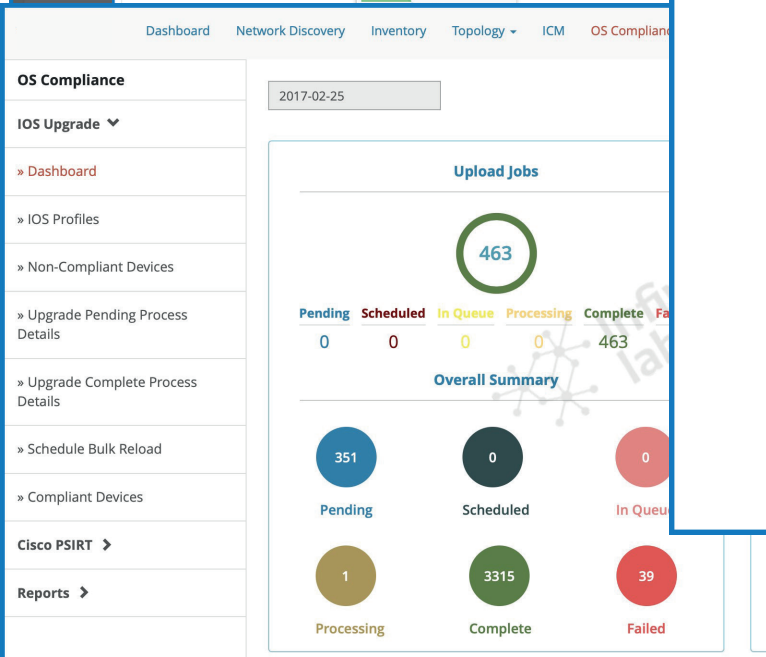 Dashboard Network Discovery Inventory Topology ICM OS Complianc
OS Compliance
IOS Upgrade
» Dashboard
» IOS Profiles
» Non-Compliant Devices
» Upgrade Pending Process
Details
» Upgrade Complete Process
Details
» Schedule Bulk Reload
» Compliant Devices
Cisco PSIRT
Reports
2017-02-25
Upload Jobs
463
Pending Scheduled In Queue Processing Complete Fa
0 0 0 0 463
Overall Summary
351 0 0
Pending Scheduled In Queu
1 3315 39
Processing Complete Failed